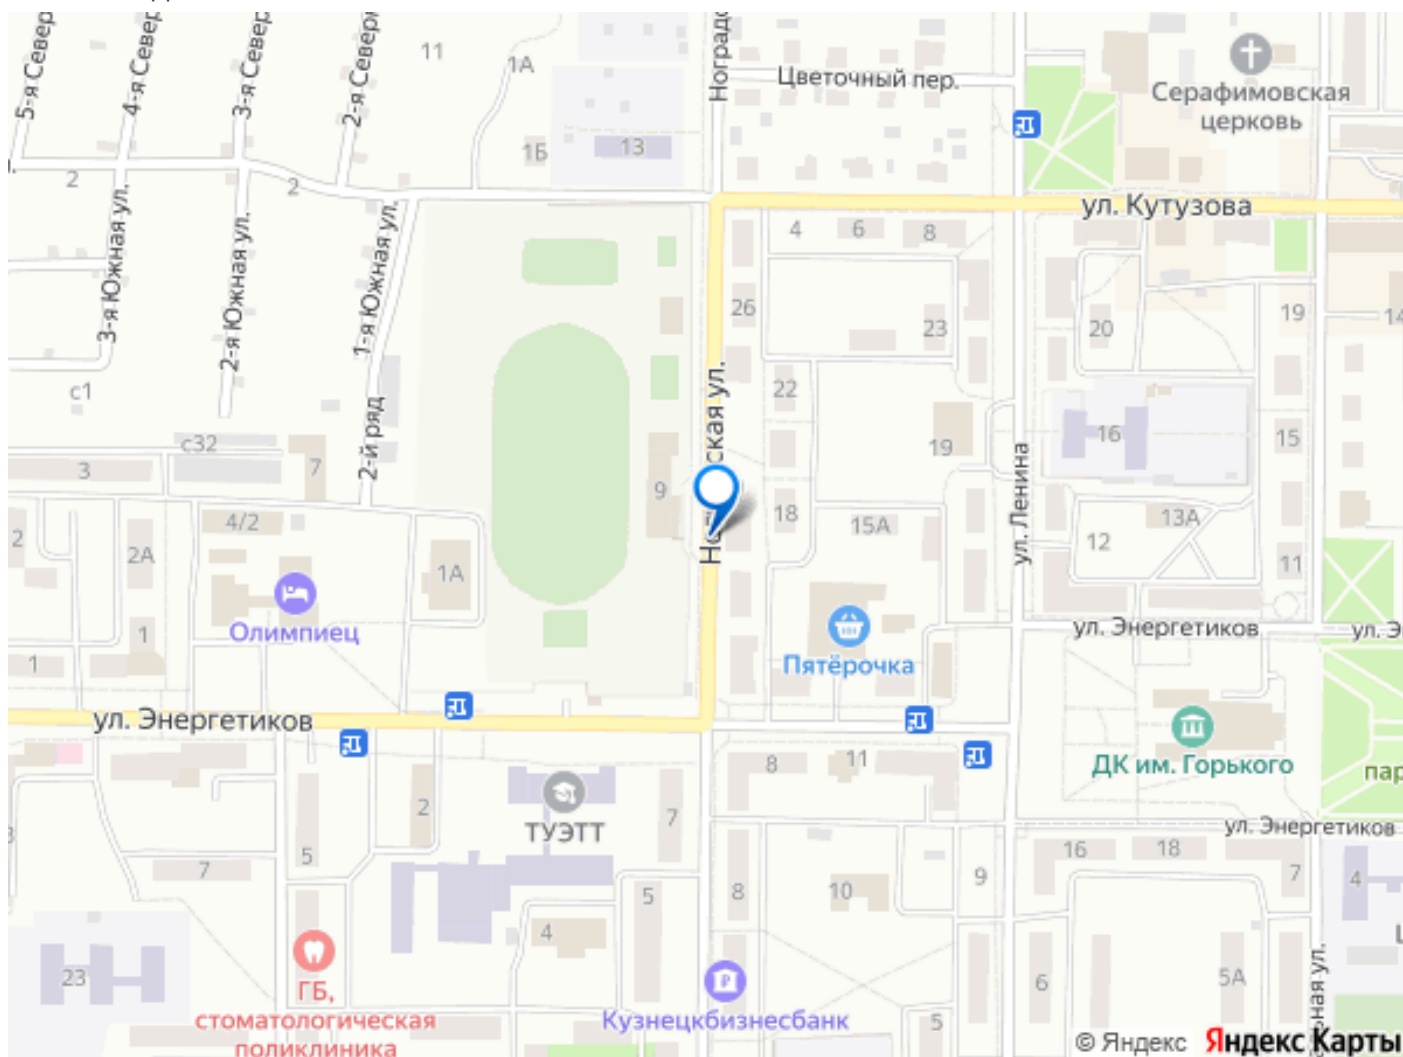 5-я Север
4-я Север
3-я Север
2-я Север
11
1А
1Б
13
Ноградс
Цветочный пер.
Серафимовская
церковь
2
2
ул. Кутузова
3-я Южная ул.
2-я Южная ул.
1-я Южная ул.
4
6
8
26
23
20
19
14
с1
22
ская ул.
2-й ряд
с32
3
7
9
19
16
15
ул. Ленина
18
15А
13А
12
11
4/2
2
2А
1А
Олимпиец
1
1
Пятёрочка
ул. Энергетиков
ул. Э
ул. Энергетиков
ДК им. Горького
пар
8
11
ТУЭТТ
2
7
5
7
ул. Энергетиков
16
18
7
4
9
8
10
5
4
23
ГБ,
стоматологическая
поликлиника
Кузнецкбизнесбанк
5
6
5А
ная ул.
© Яндекс Яндекс Карты